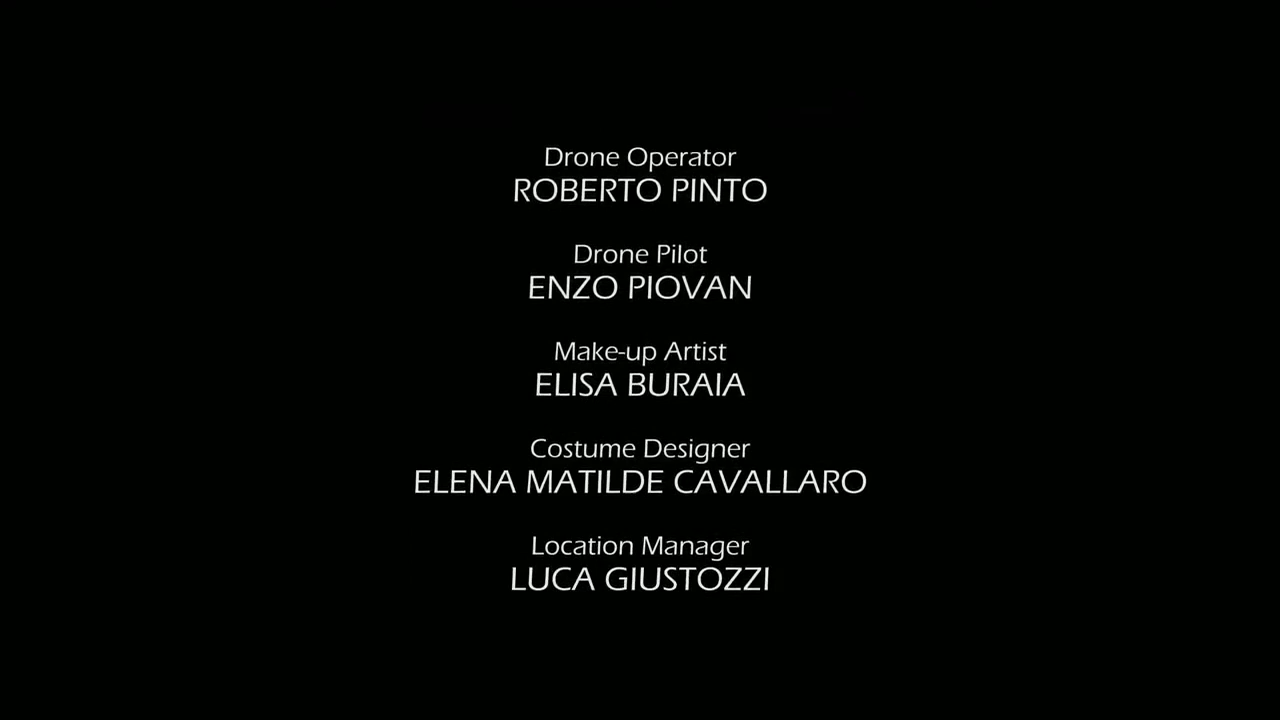 Drone Operator
ROBERTO PINTO
Drone Pilot
ENZO PIOVAN
Make-up Artist
ELISA BURAIA
Costume Designer
ELENA MATILDE CAVALLARO
Location Manager
LUCA GIUSTOZZI